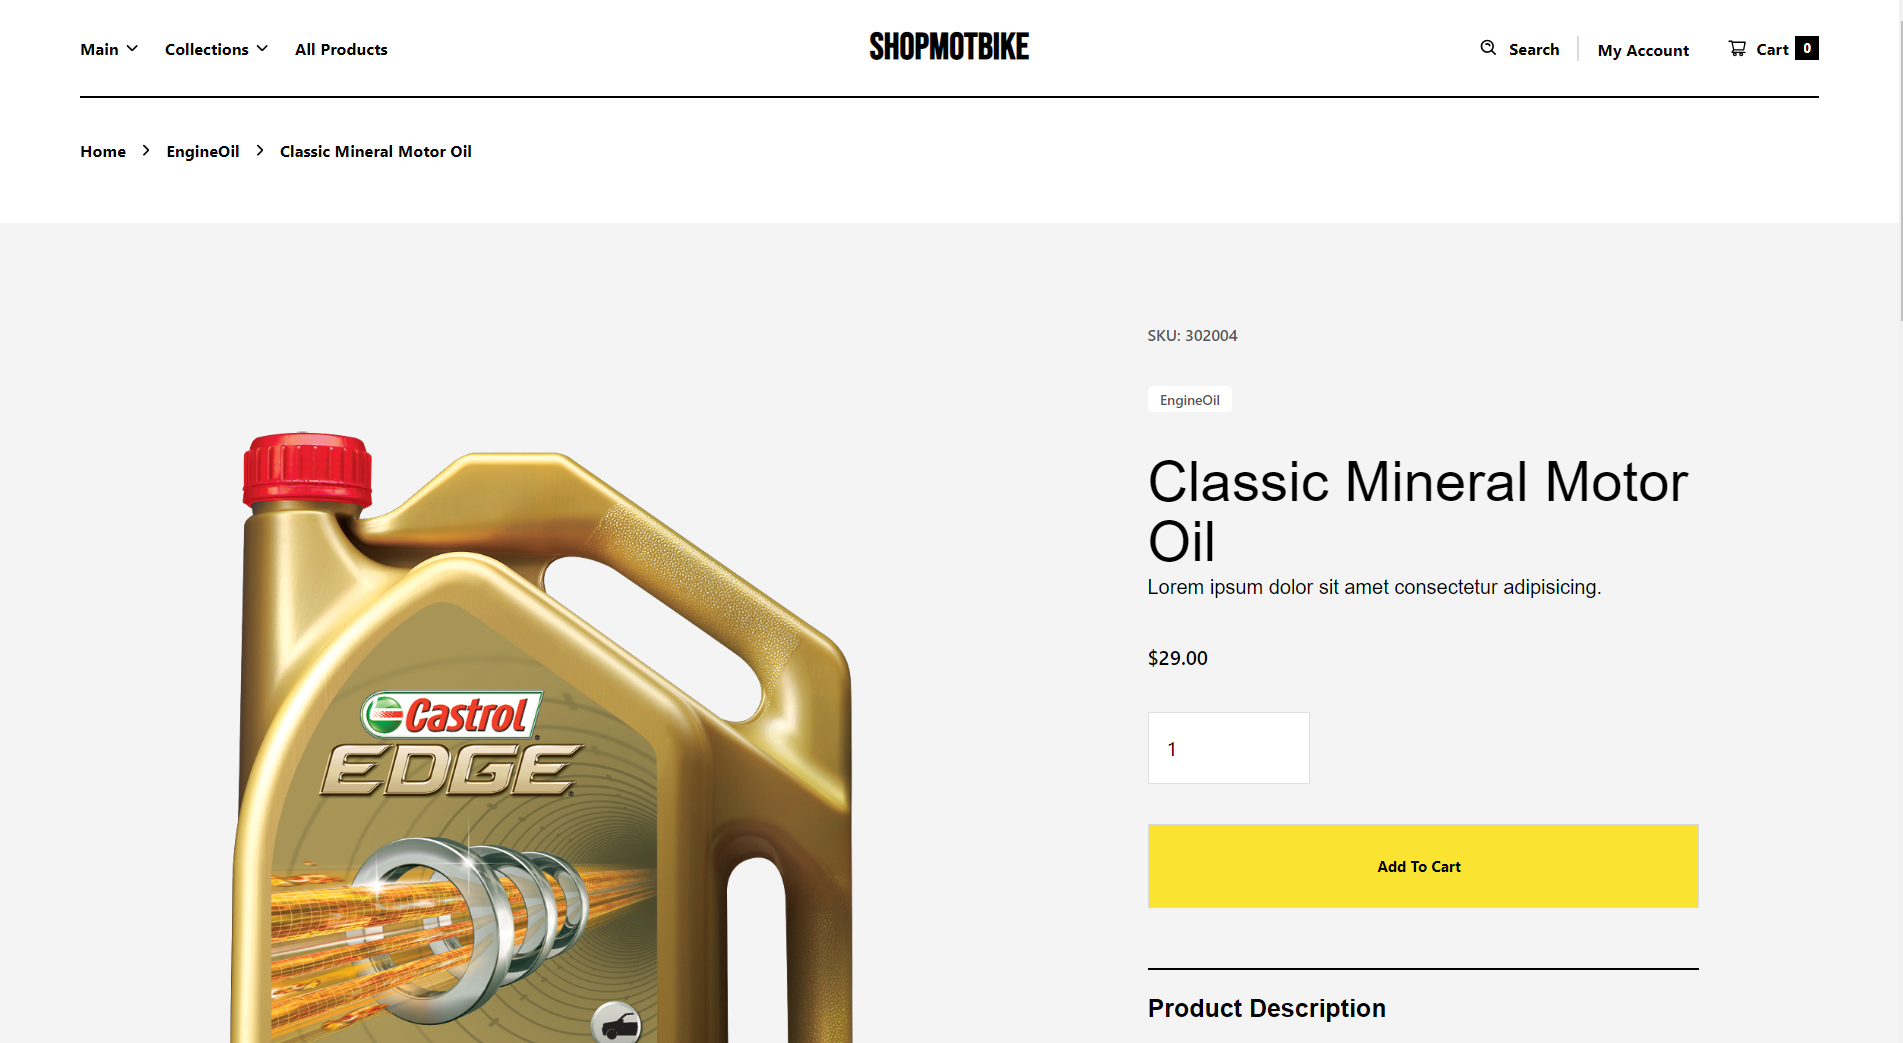 Main
Collections
All Products
SHOPMOTBIKE
Search
My Account
Cart 0
Home > EngineOil > Classic Mineral Motor Oil
SKU: 302004
EngineOil
Classic Mineral Motor
Oil
Lorem ipsum dolor sit amet consectetur adipisicing.
$29.00
1
Add To Cart
Product Description
Castrol
EDGE